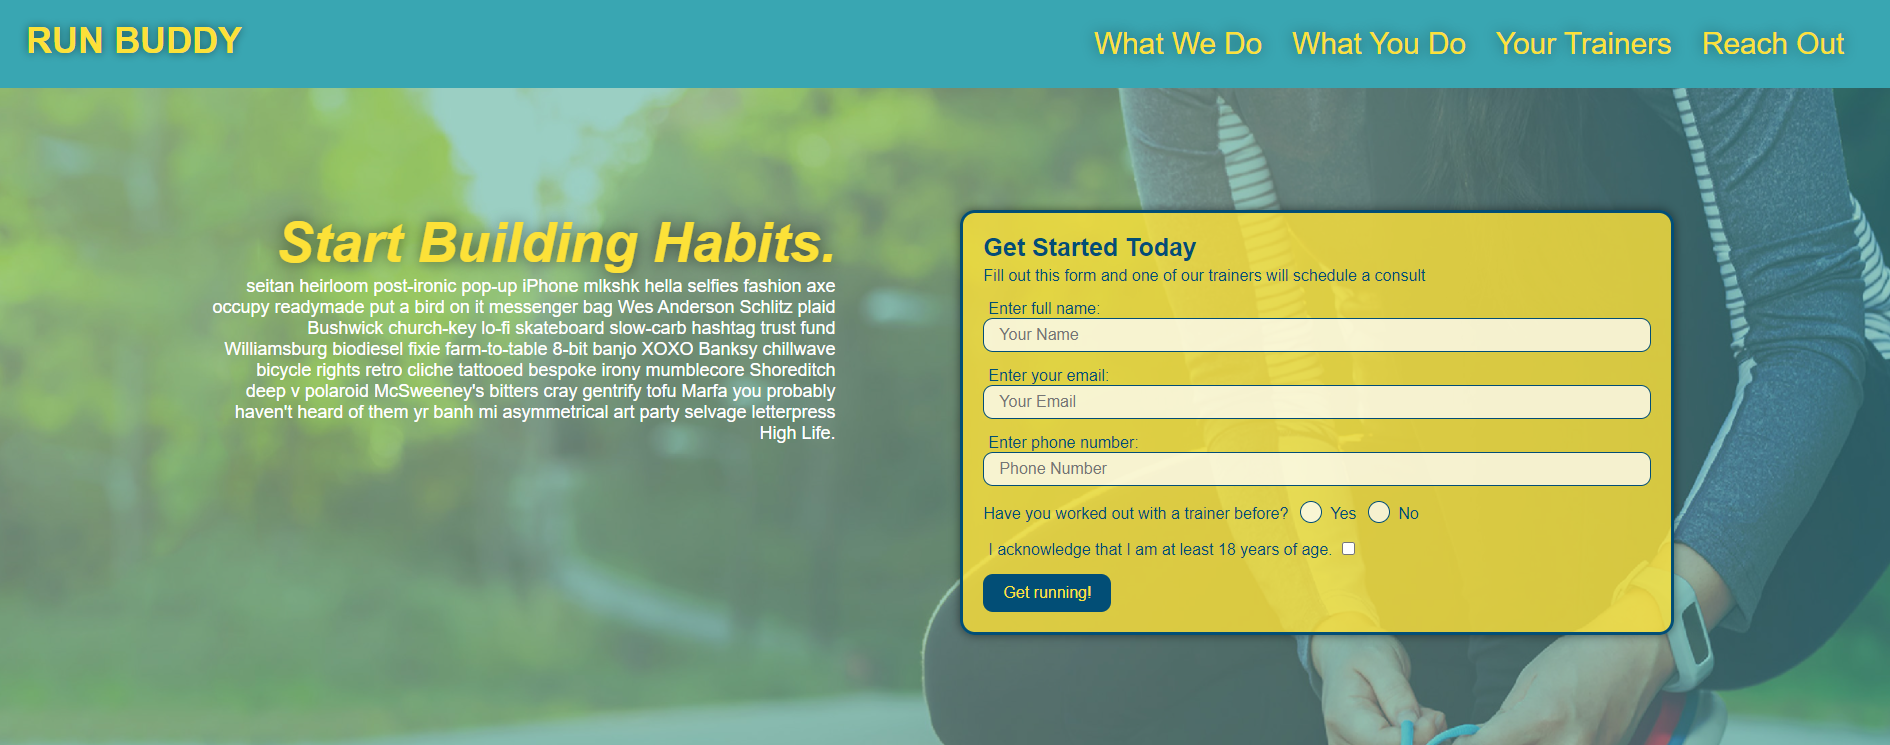 RUN BUDDY
What We Do What You Do Your Trainers Reach Out
Start Building Habits.
seitan heirloom post-ironic pop-up iPhone mlkshk hella selfies fashion axe
occupy readymade put a bird on it messenger bag Wes Anderson Schlitz plaid
Bushwick church-key lo-fi skateboard slow-carb hashtag trust fund
Williamsburg biodiesel fixie farm-to-table 8-bit banjo XOXO Banksy chillwave
bicycle rights retro cliche tattooed bespoke irony mumblecore Shoreditch
deep v polaroid McSweeney's bitters cray gentrify tofu Marfa you probably
haven't heard of them yr banh mi asymmetrical art party selvage letterpress
High Life.
Get Started Today
Fill out this form and one of our trainers will schedule a consult
Enter full name:
Your Name
Enter your email:
Your Email
Enter phone number:
Phone Number
Have you worked out with a trainer before? Yes No
I acknowledge that I am at least 18 years of age.
Get running!